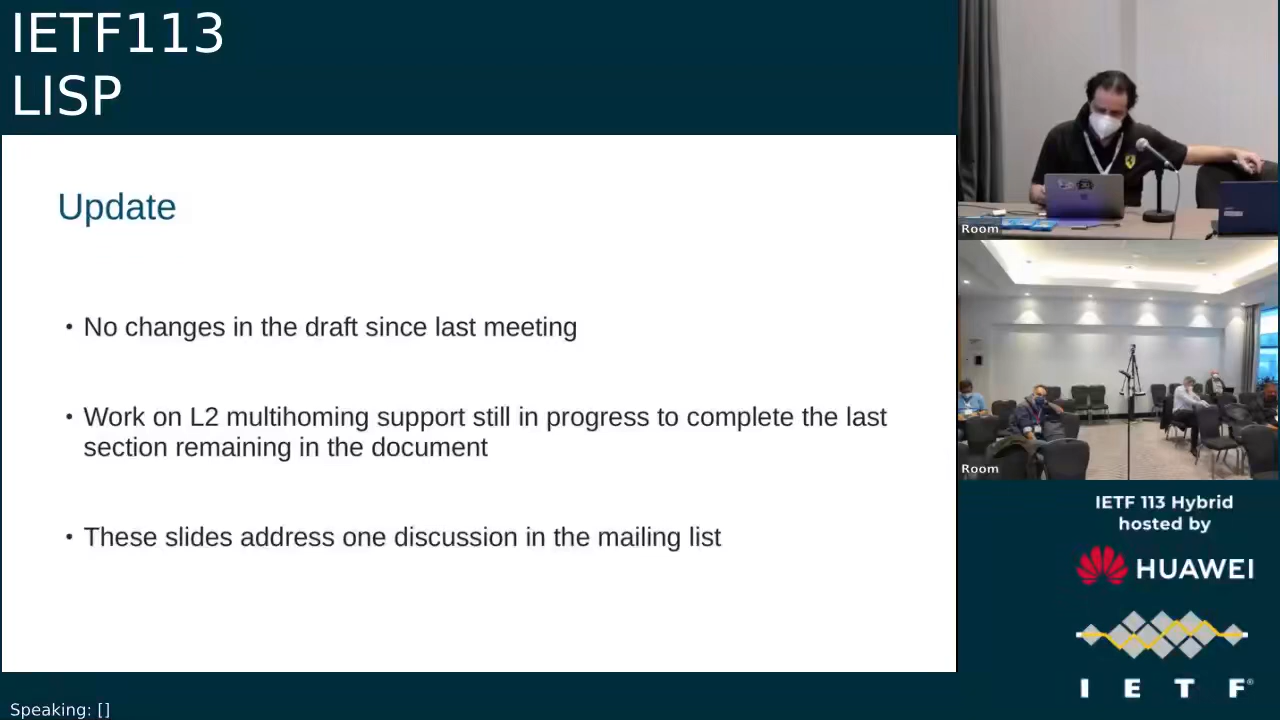 IETF113
LISP
Update
• No changes in the draft since last meeting
• Work on L2 multihoming support still in progress to complete the last
section remaining in the document
• These slides address one discussion in the mailing list
Room
Room
IETF 113 Hybrid
hosted by
HUAWEI
I E T F®
Speaking: []